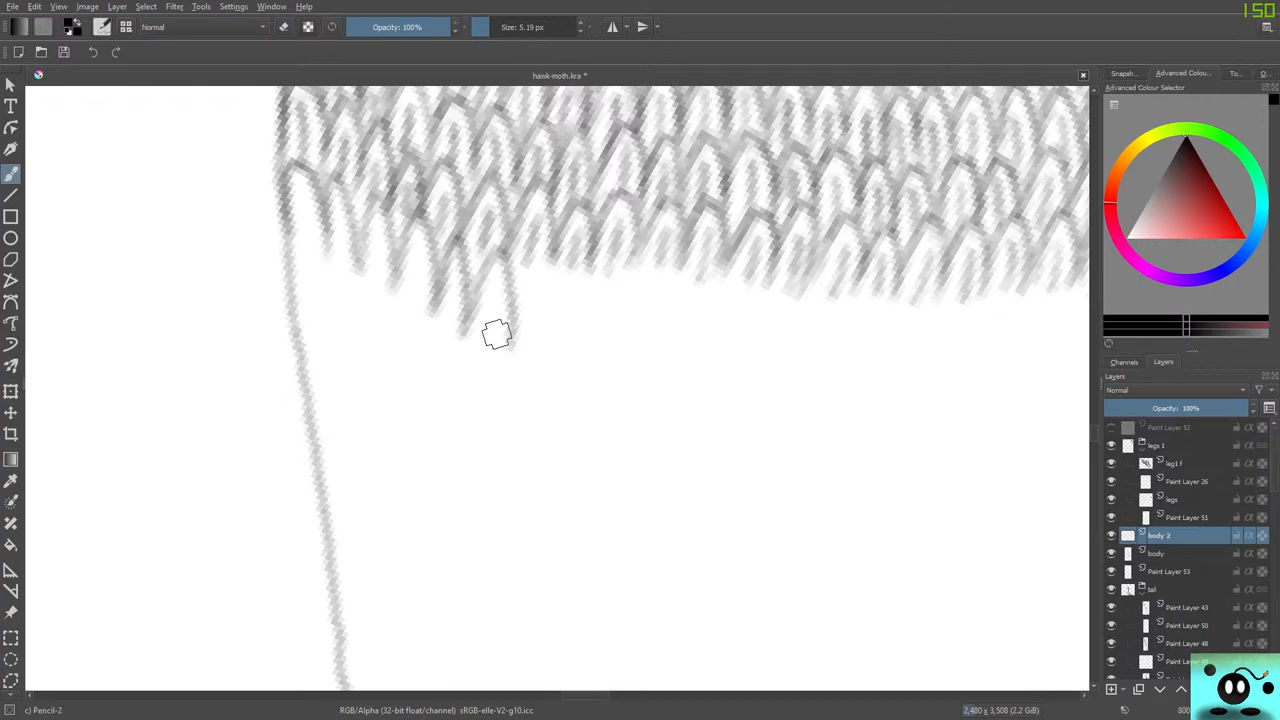 File Edit View Image Layer Select Filter Tools Settings Window Help
150
Normal
Opacity: 100%
Size: 5.19 px
hawk-moth.kra *
Snapsh...
Advanced Colou...
To...
O...
Advanced Colour Selector
Channels
Layers
Layers
Normal
Opacity: 100%
Paint Layer 52
legs 1
leg1 f
Paint Layer 26
legs
Paint Layer 51
body 2
body
Paint Layer 53
tail
Paint Layer 43
Paint Layer 50
Paint Layer 48
c) Pencil-2
RGB/Alpha (32-bit float/channel) sRGB-elle-V2-g10.icc
2,480 x 3,508 (2.2 GiB)
800